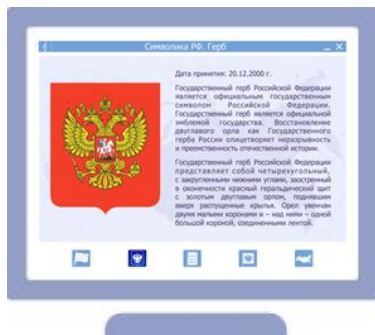 Символика РФ. Герб
Дата принятия: 20.12.2000 г.
Государственный герб Российской Федерации
является официальным государственным
символом Российской Федерации.
Государственный герб является официальной
эмблемой государства. Восстановление
двуглавого орла как Государственного
герба России олицетворяет неразрывность
и преемственность отечественной истории.
Государственный герб Российской Федерации
представляет собой четырехугольный,
с закругленными нижними углами, заостренный
в оконечности красный геральдический щит
с золотым двуглавым орлом, поднявшим
вверх распущенные крылья. Орел увенчан
двумя малыми коронами и – над ними – одной
большой короной, соединенными лентой.